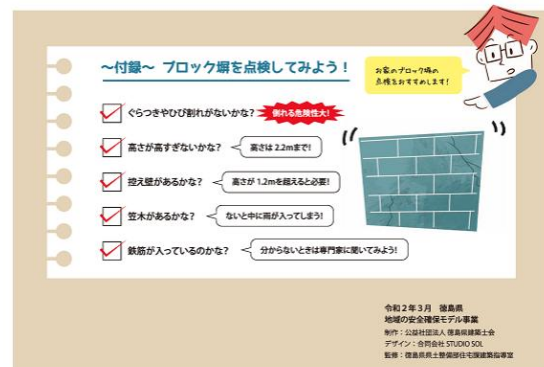 ～付録～ ブロック塀を点検してみよう！
お家のブロック塀の
点検をおすすめします！
ぐらつきやひび割れがないかな？ 倒れる危険性大！
高さが高すぎないかな？ 高さは 2.2mまで！
控え壁があるかな？ 高さが 1.2mを超えると必要！
笠木があるかな？ ないと中に雨が入ってしまう！
鉄筋が入っているのかな？ 分からないときは専門家に聞いてみよう！
令和２年３月 徳島県
地域の安全確保モデル事業
制作：公益社団法人 徳島県建築士会
デザイン：合同会社 STUDIO SOL
監修：徳島県県土整備部住宅課建築指導室